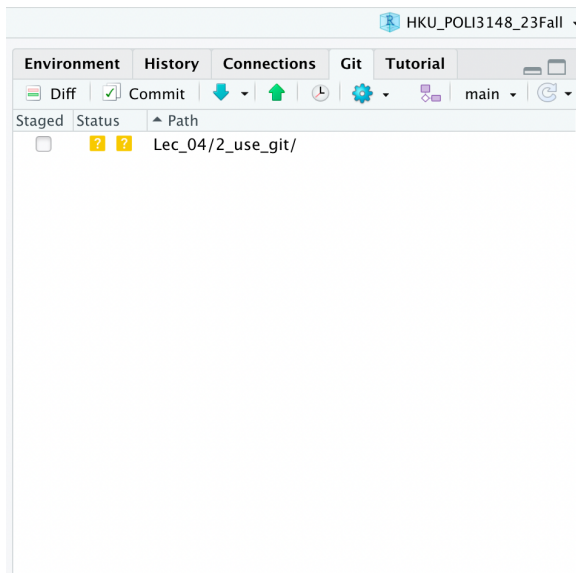 HKU_POLI3148_23Fall
Environment History Connections Git Tutorial
Diff Commit main
Staged Status Path
? ? Lec_04/2_use_git/